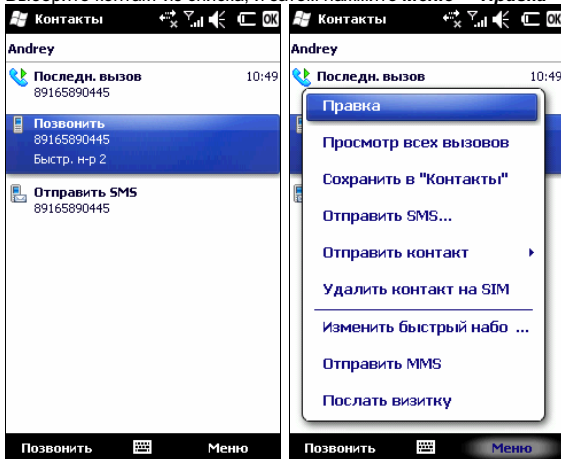 Контакты
OK
Andrey
Последн. вызов 10:49
89165890445
Позвонить
89165890445
Быстр. н-р 2
Отправить SMS
89165890445
Позвонить Меню
Контакты
OK
Andrey
Последн. вызов 10:49
Правка
Просмотр всех вызовов
Сохранить в "Контакты"
Отправить SMS...
Отправить контакт
Удалить контакт на SIM
Изменить быстрый набо ...
Отправить MMS
Послать визитку
Позвонить Меню